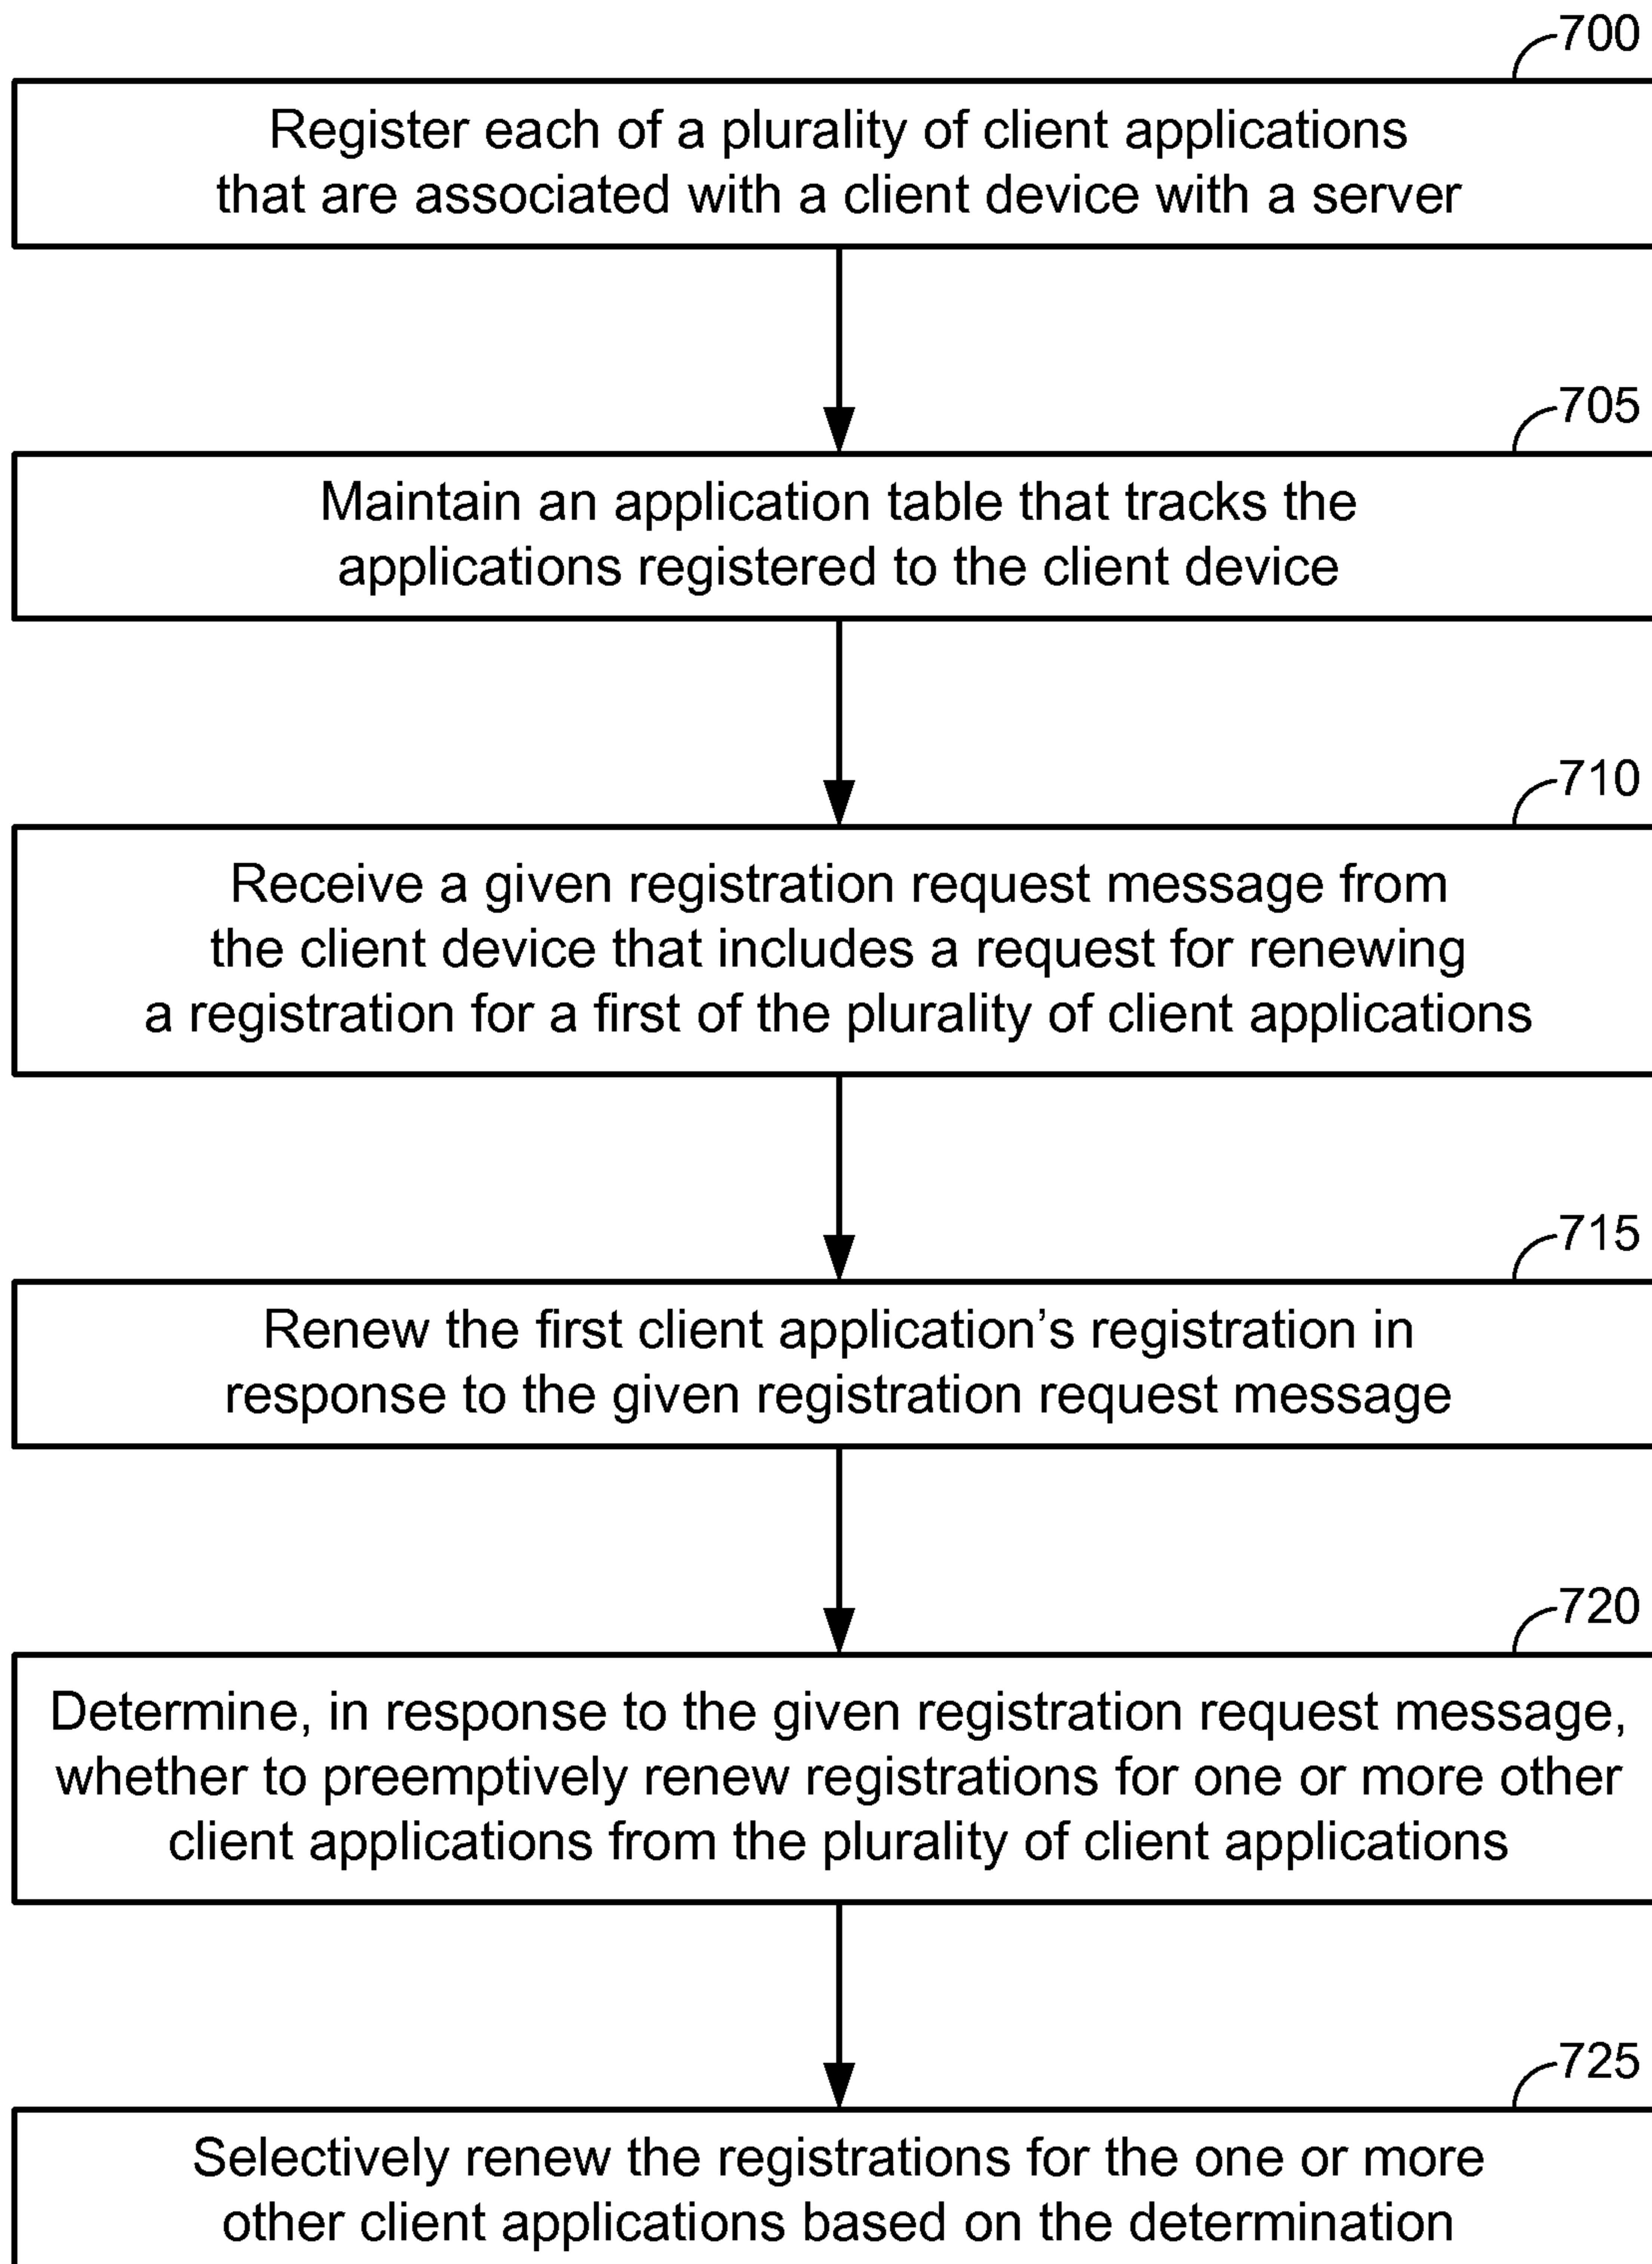 700
Register each of a plurality of client applications
that are associated with a client device with a server
705
Maintain an application table that tracks the
applications registered to the client device
710
Receive a given registration request message from
the client device that includes a request for renewing
a registration for a first of the plurality of client applications
715
Renew the first client application’s registration in
response to the given registration request message
720
Determine, in response to the given registration request message,
whether to preemptively renew registrations for one or more other
client applications from the plurality of client applications
725
Selectively renew the registrations for the one or more
other client applications based on the determination